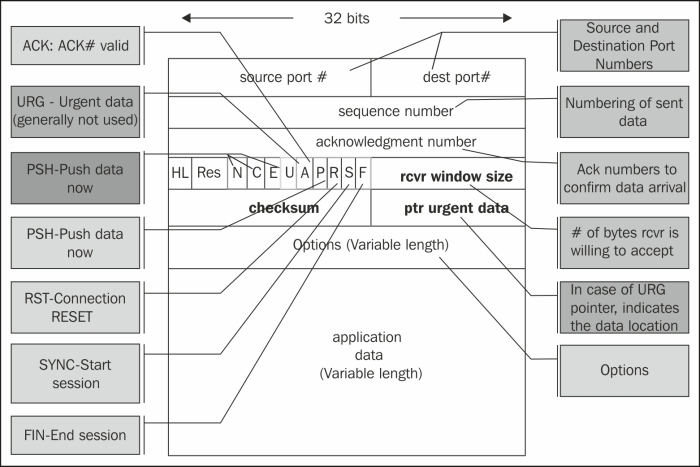 32 bits
ACK: ACK# valid
URG - Urgent data
(generally not used)
PSH-Push data
now
PSH-Push data
now
RST-Connection
RESET
SYNC-Start
session
FIN-End session
source port # dest port#
sequence number
acknowledgment number
HL Res N C E U A P R S F rcvr window size
checksum ptr urgent data
Options (Variable length)
application
data
(Variable length)
Source and
Destination Port
Numbers
Numbering of sent
data
Ack numbers to
confirm data arrival
# of bytes rcvr is
willing to accept
In case of URG
pointer, indicates
the data location
Options